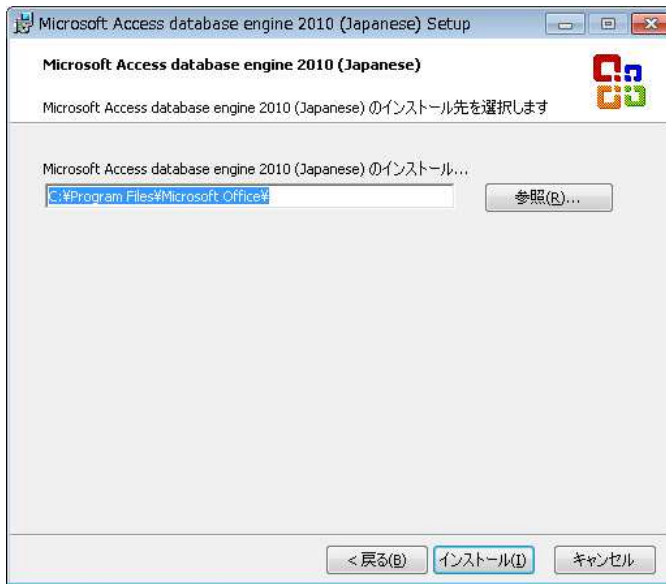 Microsoft Access database engine 2010 (Japanese) Setup
Microsoft Access database engine 2010 (Japanese)
Microsoft Access database engine 2010 (Japanese) のインストール先を選択します
Microsoft Access database engine 2010 (Japanese) のインストール...
C:¥Program Files¥Microsoft Office¥
参照(R)...
< 戻る(B)
インストール(I)
キャンセル